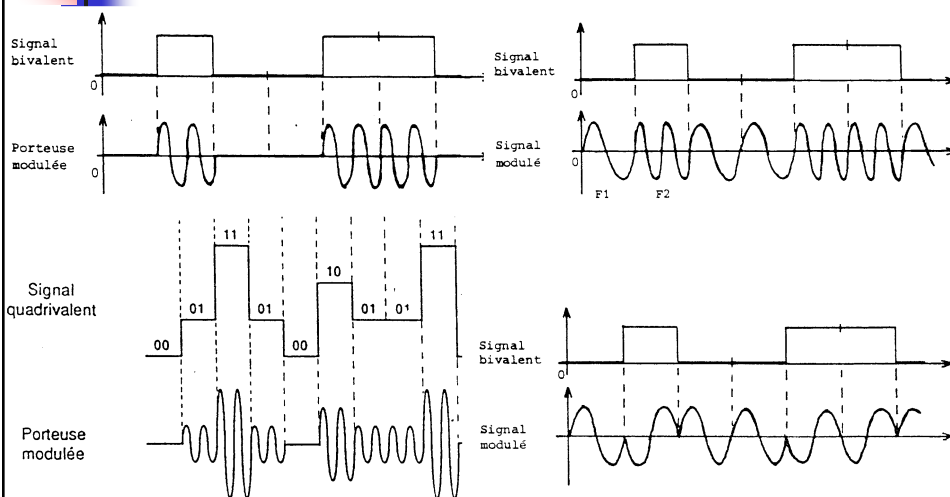 Signal
bivalent
0
Porteuse
modulée
0
Signal
bivalent
0
Signal
modulé
0
F1 F2
Signal
quadrivalent
00 01 11 01 00 10 01 01 11
Porteuse
modulée
Signal
bivalent
0
Signal
modulé